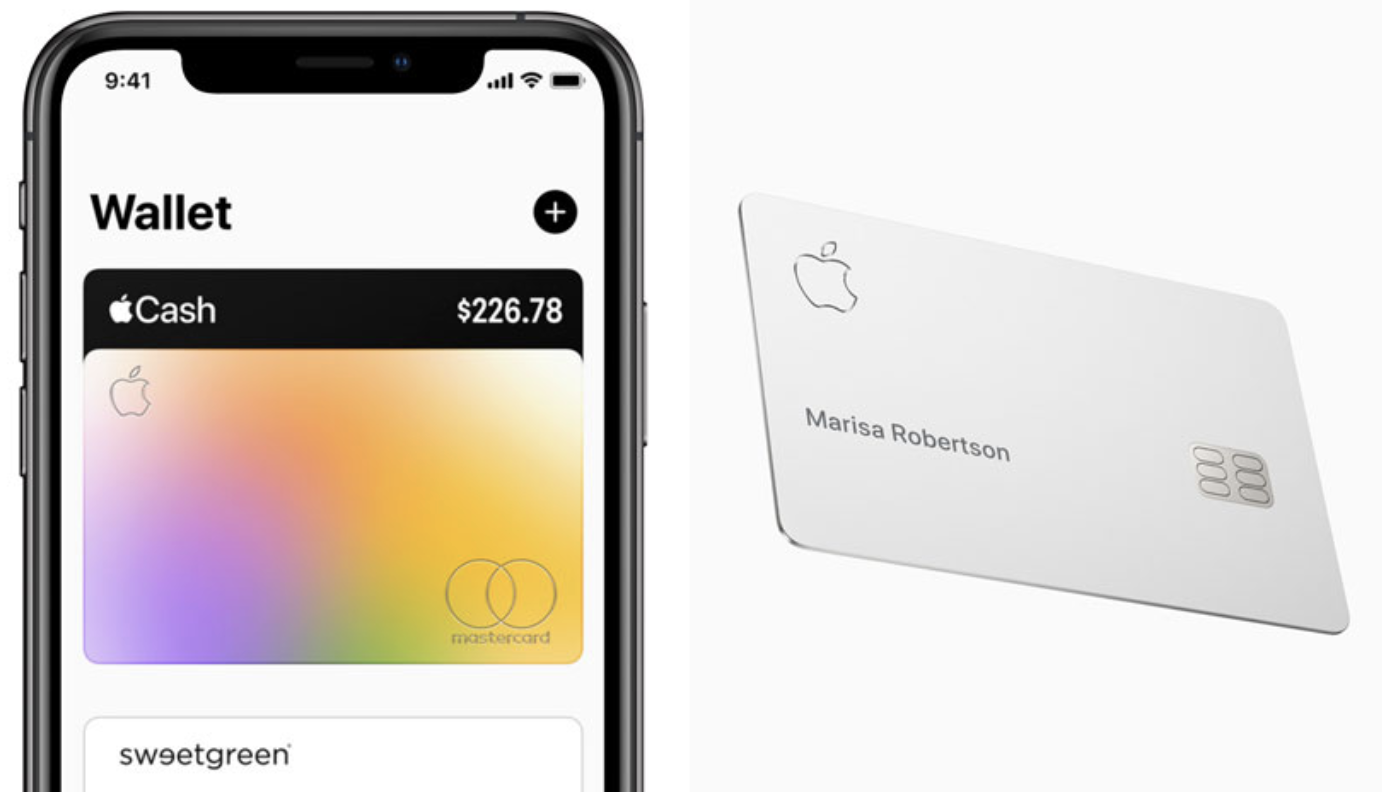 9:41
Wallet
Cash $226.78
mastercard
sweetgreen
Marisa Robertson